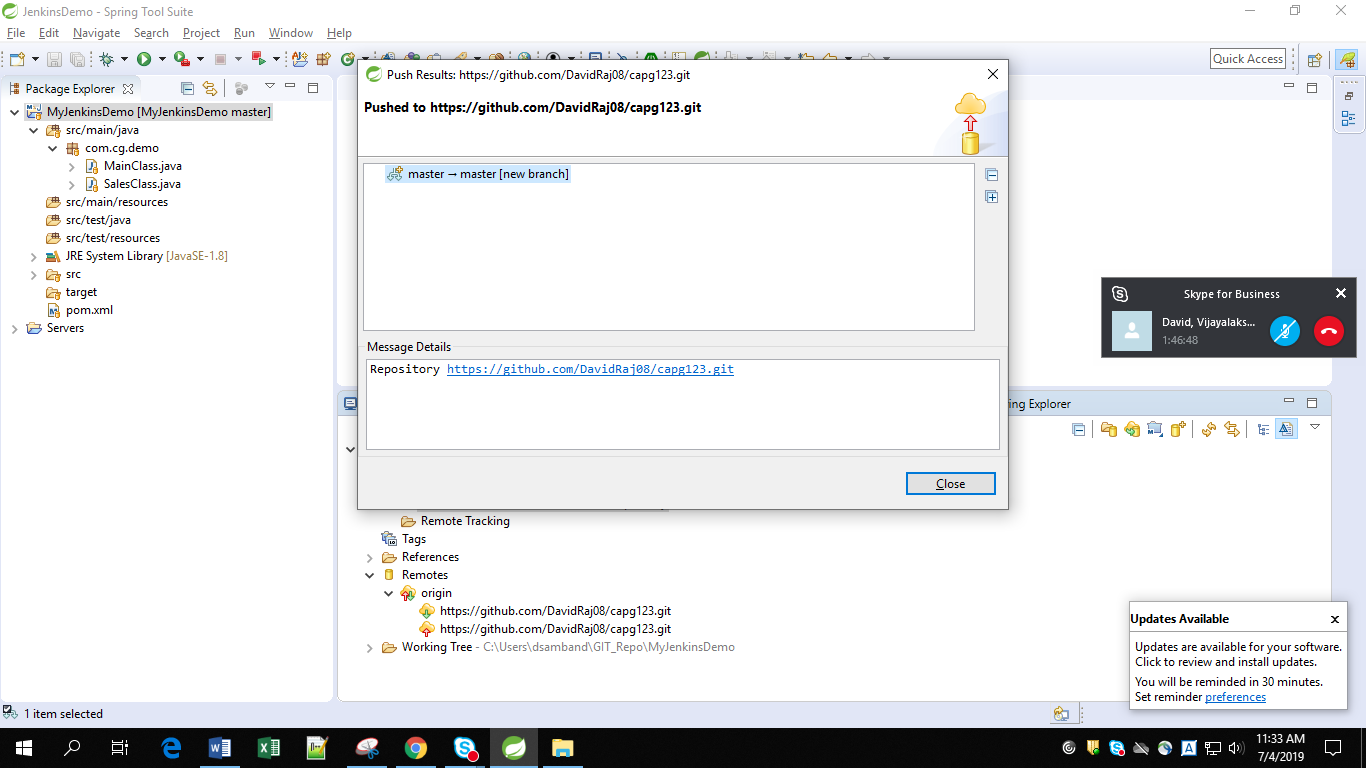 JenkinsDemo - Spring Tool Suite
File Edit Navigate Search Project Run Window Help
Quick Access
Package Explorer
MyJenkinsDemo [MyJenkinsDemo master]
src/main/java
com.cg.demo
MainClass.java
SalesClass.java
src/main/resources
src/test/java
src/test/resources
JRE System Library [JavaSE-1.8]
src
target
pom.xml
Servers
Push Results: https://github.com/DavidRaj08/capg123.git
Pushed to https://github.com/DavidRaj08/capg123.git
master → master [new branch]
Message Details
Repository https://github.com/DavidRaj08/capg123.git
Close
Skype for Business
David, Vijayalaks...
1:46:48
Explorer
Remote Tracking
Tags
References
Remotes
origin
https://github.com/DavidRaj08/capg123.git
https://github.com/DavidRaj08/capg123.git
Working Tree - C:\Users\dsamband\GIT_Repo\MyJenkinsDemo
Updates Available
Updates are available for your software.
Click to review and install updates.
You will be reminded in 30 minutes.
Set reminder preferences
1 item selected
11:33 AM
7/4/2019